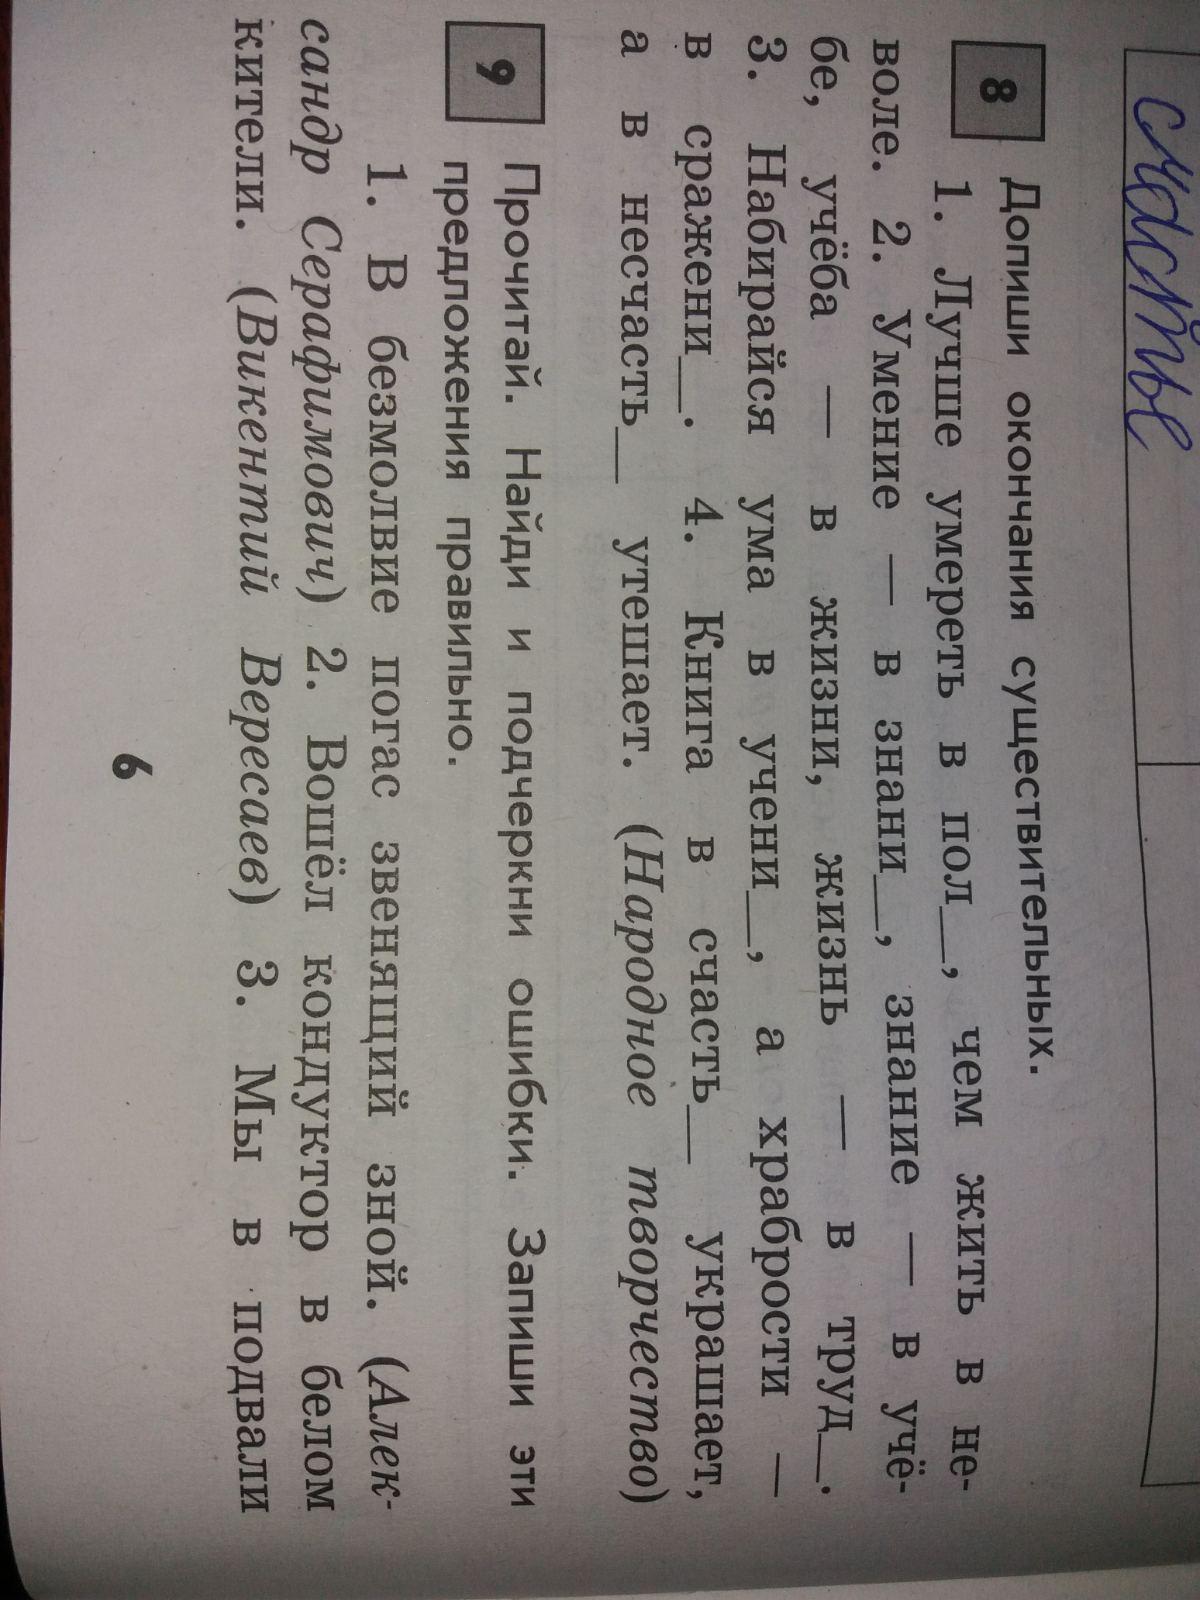 счастье
8 Допиши окончания существительных.
1. Лучше умереть в пол__, чем жить в не-
воле. 2. Умение — в знани__, знание — в учё-
бе, учёба — в жизни, жизнь — в труд__.
3. Набирайся ума в учени__, а храбрости —
в сражени__. 4. Книга в счасть__ украшает,
а в несчасть__ утешает. (Народное творчество)
9 Прочитай. Найди и подчеркни ошибки. Запиши эти
предложения правильно.
1. В безмолвие погас звенящий зной. (Алек-
сандр Серафимович) 2. Вошёл кондуктор в белом
кители. (Викентий Вересаев) 3. Мы в подвали
6